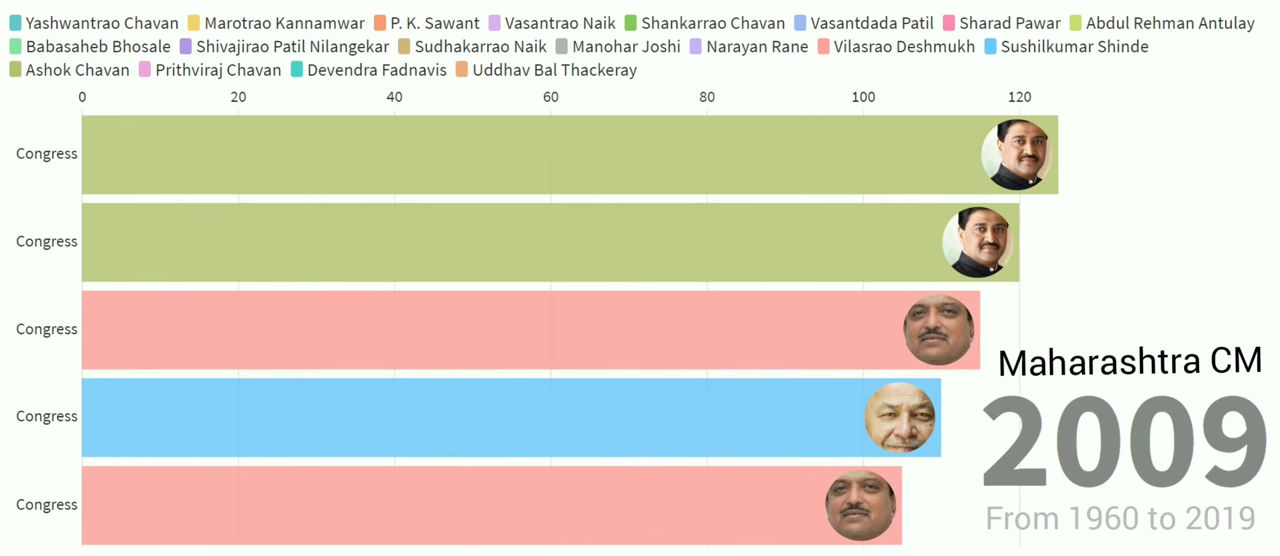 Yashwantrao Chavan Marotrao Kannamwar P. K. Sawant Vasantrao Naik Shankarrao Chavan Vasantdada Patil Sharad Pawar Abdul Rehman Antulay
Babasaheb Bhosale Shivajirao Patil Nilangekar Sudhakarrao Naik Manohar Joshi Narayan Rane Vilasrao Deshmukh Sushilkumar Shinde
Ashok Chavan Prithviraj Chavan Devendra Fadnavis Uddhav Bal Thackeray
0 20 40 60 80 100 120
Congress
Congress
Congress
Congress
Congress
Maharashtra CM
2009
From 1960 to 2019